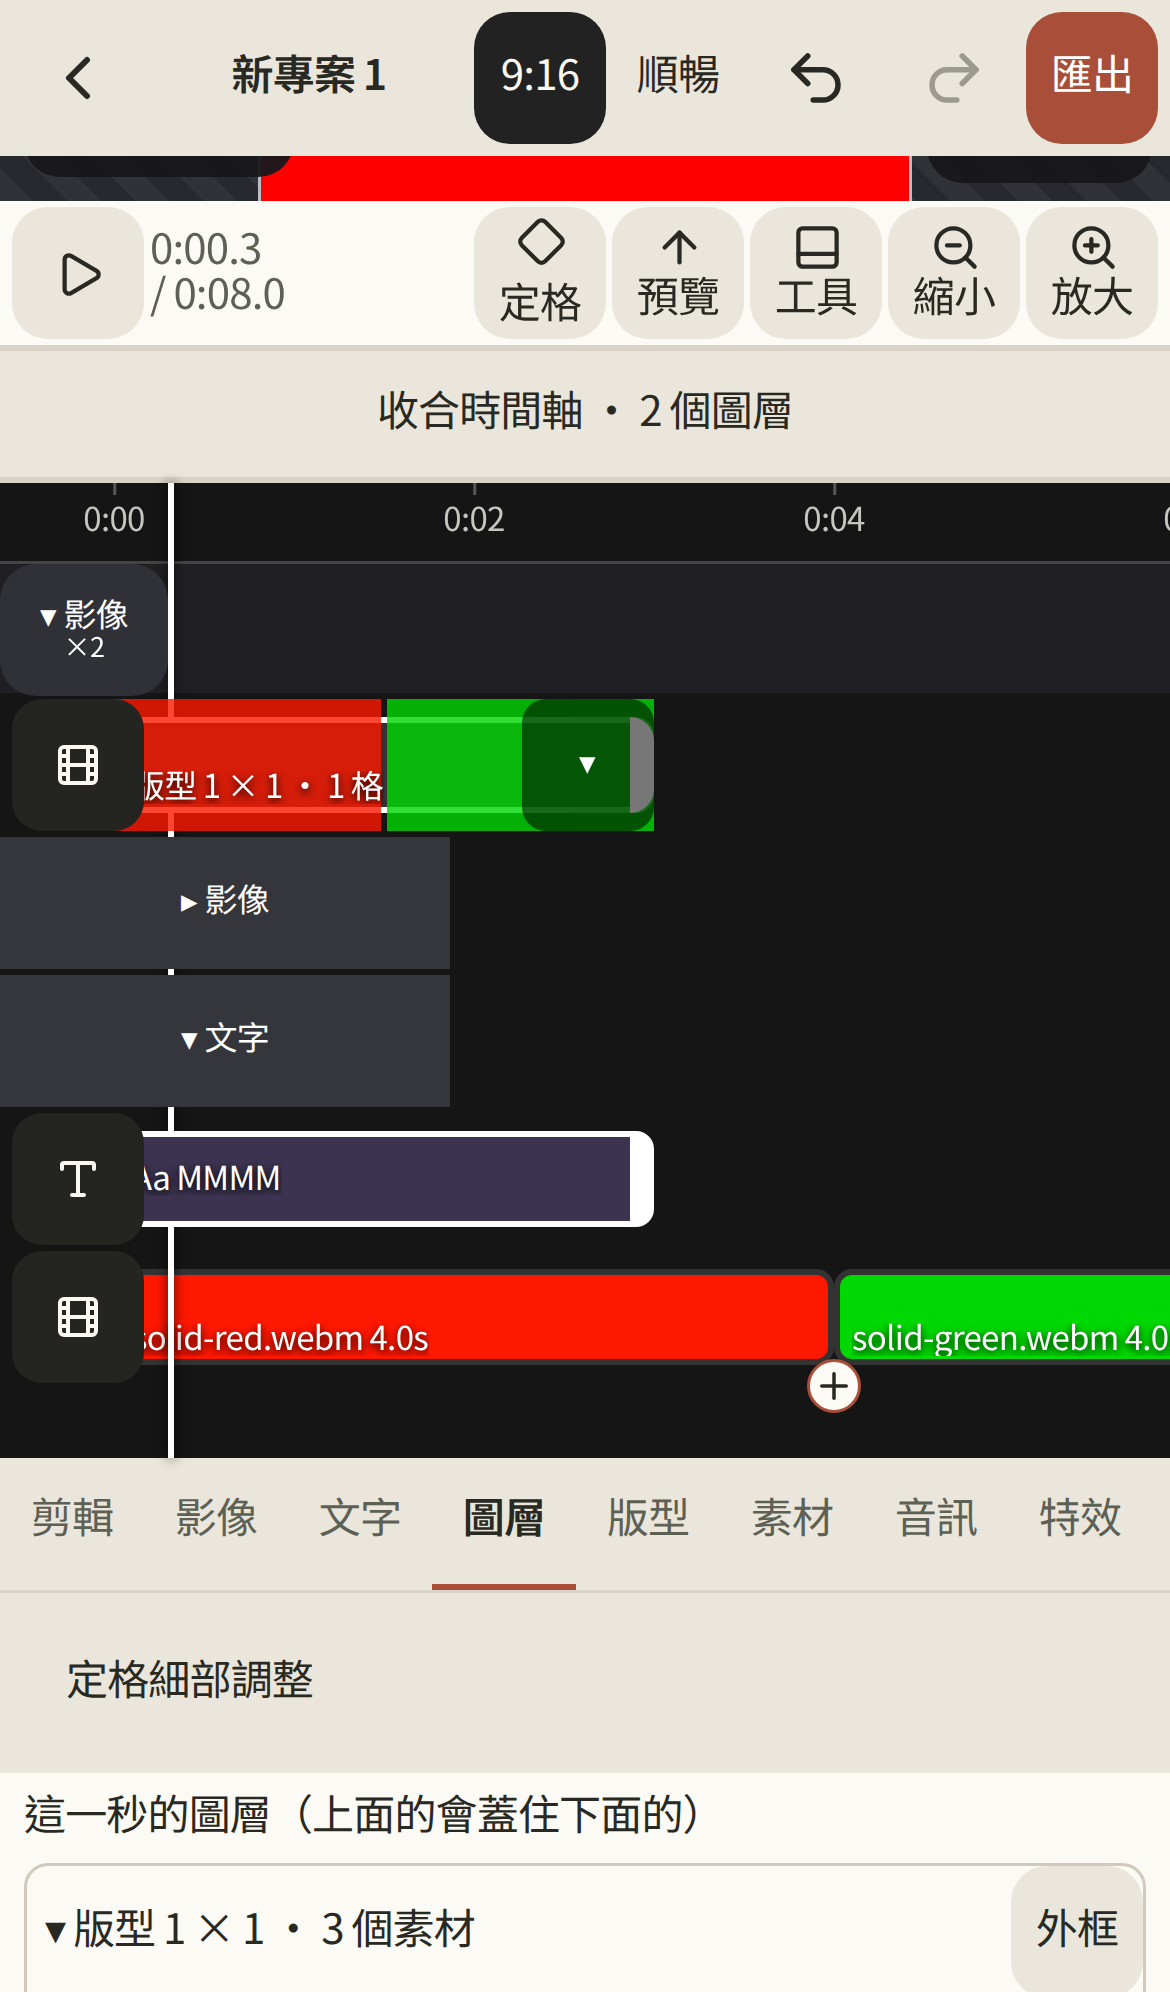 新專案 1
9:16
順暢
匯出
0:00.3
/ 0:08.0
定格
預覽
工具
縮小
放大
收合時間軸 · 2 個圖層
0:00
0:02
0:04
▾ 影像
×2
版型 1 × 1 · 1 格
▾
▸ 影像
▾ 文字
Aa MMMM
solid-red.webm 4.0s
solid-green.webm 4.0
剪輯
影像
文字
圖層
版型
素材
音訊
特效
定格細部調整
這一秒的圖層（上面的會蓋住下面的）
▾ 版型 1 × 1 · 3 個素材
外框